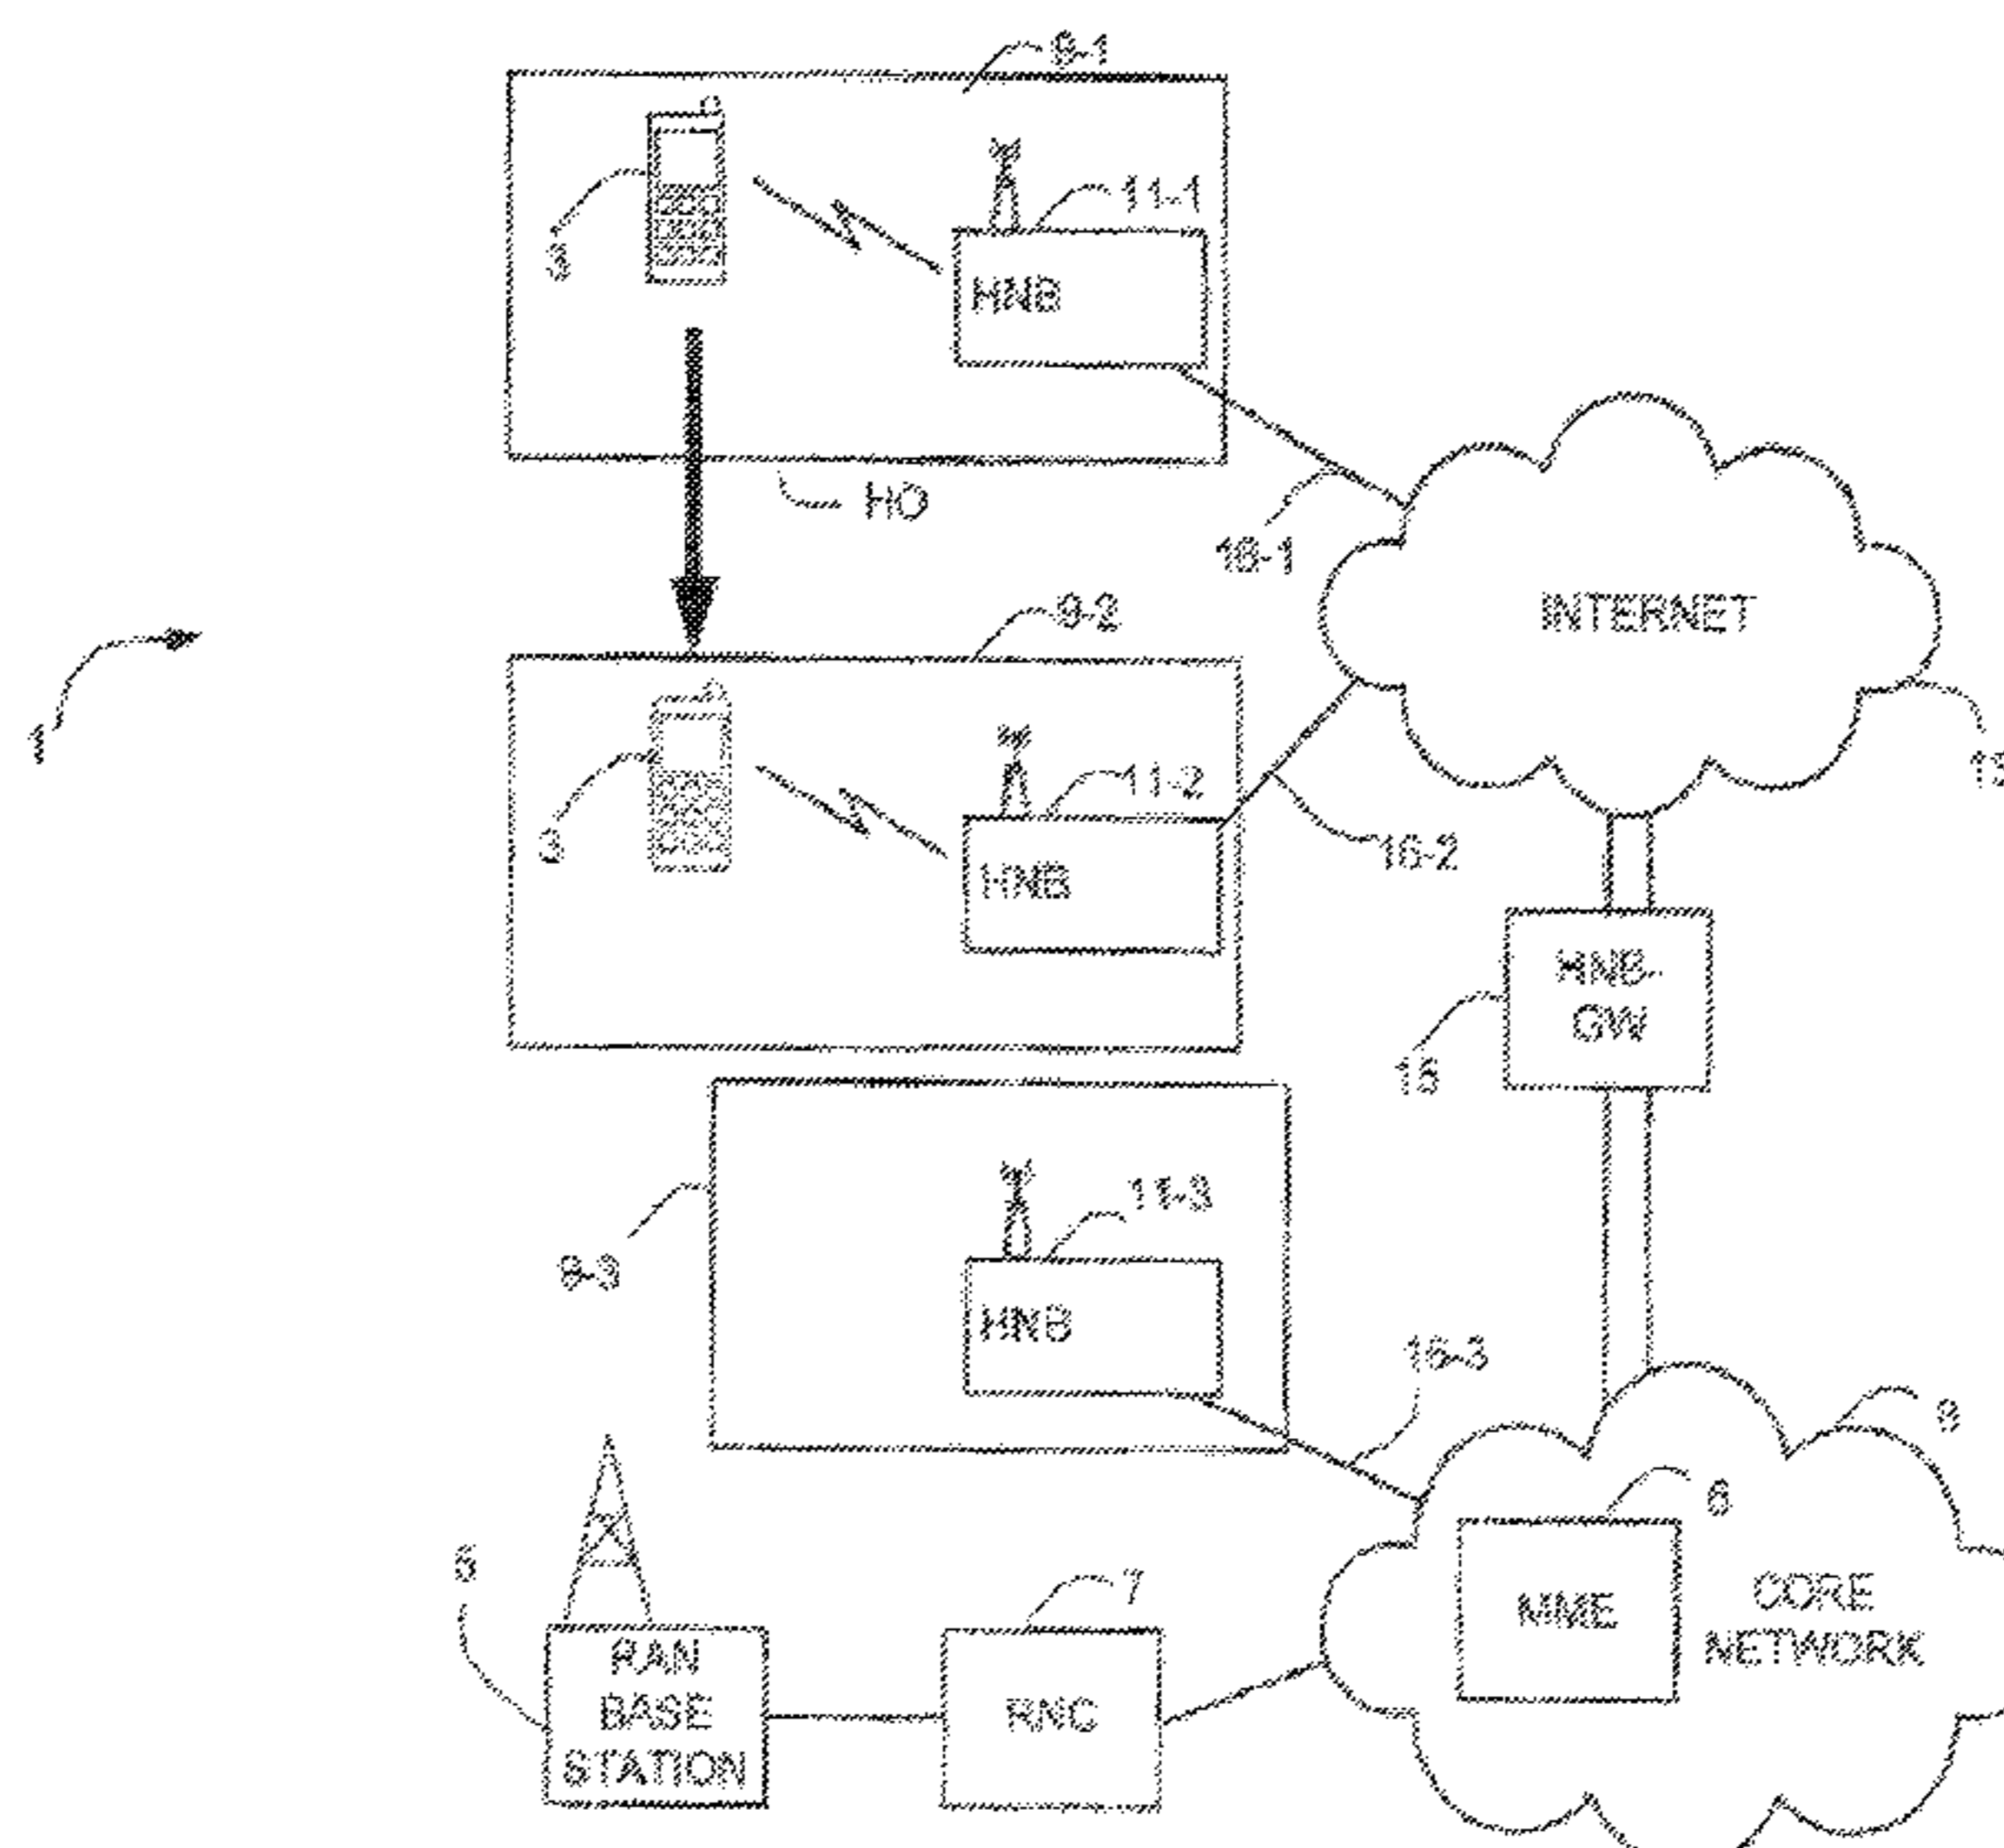 9-1
11-1
3
HNB
HO
16-1
INTERNET
9-2
1
11-2
3
16-2
HNB
HNB-
GW
15
11-3
9-3
HNB
16-3
9
6
5
7
MME
CORE
NETWORK
RAN
BASE
STATION
RNC